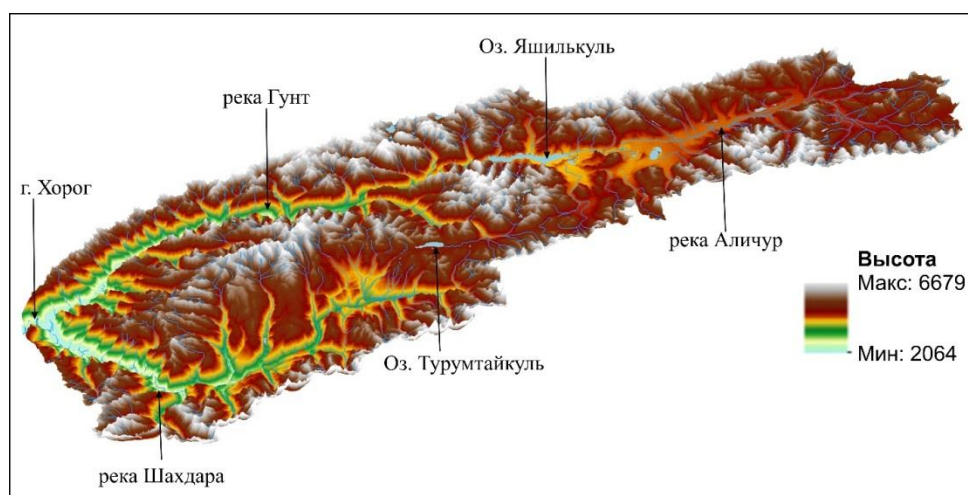 Оз. Яшилькуль
река Гунт
г. Хорог
река Аличур
Высота
Макс: 6679
Мин: 2064
Оз. Турумтайкуль
река Шахдара